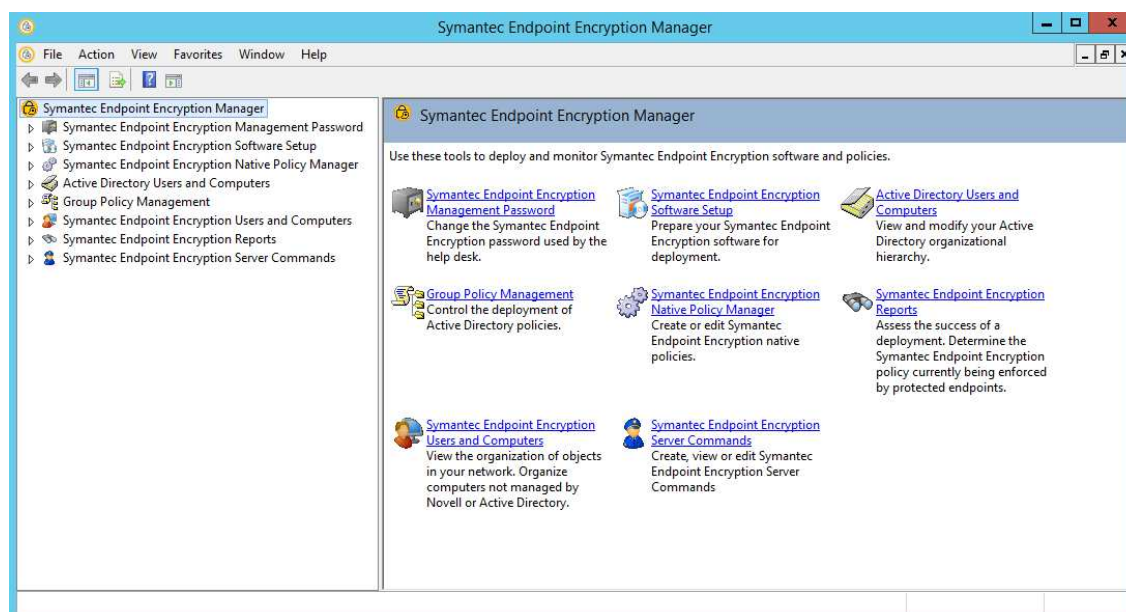 Symantec Endpoint Encryption Manager
File Action View Favorites Window Help
Symantec Endpoint Encryption Manager
Symantec Endpoint Encryption Management Password
Symantec Endpoint Encryption Software Setup
Symantec Endpoint Encryption Native Policy Manager
Active Directory Users and Computers
Group Policy Management
Symantec Endpoint Encryption Users and Computers
Symantec Endpoint Encryption Reports
Symantec Endpoint Encryption Server Commands
Symantec Endpoint Encryption Manager
Use these tools to deploy and monitor Symantec Endpoint Encryption software and policies.
Symantec Endpoint Encryption
Management Password
Change the Symantec Endpoint
Encryption password used by the
help desk.
Symantec Endpoint Encryption
Software Setup
Prepare your Symantec Endpoint
Encryption software for
deployment.
Active Directory Users and
Computers
View and modify your Active
Directory organizational
hierarchy.
Group Policy Management
Control the deployment of
Active Directory policies.
Symantec Endpoint Encryption
Native Policy Manager
Create or edit Symantec
Endpoint Encryption native
policies.
Symantec Endpoint Encryption
Reports
Assess the success of a
deployment. Determine the
Symantec Endpoint Encryption
policy currently being enforced
by protected endpoints.
Symantec Endpoint Encryption
Users and Computers
View the organization of objects
in your network. Organize
computers not managed by
Novell or Active Directory.
Symantec Endpoint Encryption
Server Commands
Create, view or edit Symantec
Endpoint Encryption Server
Commands